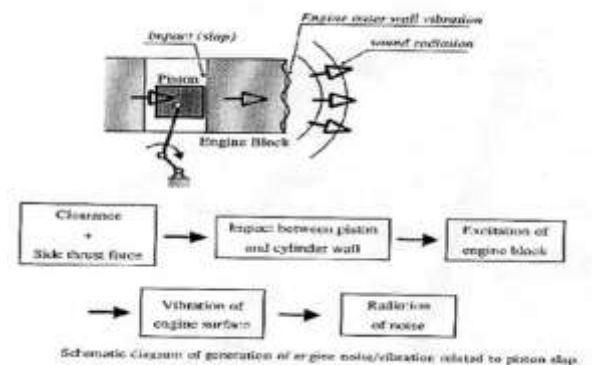 Engine outer wall vibration
Impact (slap)
sound radiation
Piston
Engine Block
Clearance
+
Side thrust force
Impact between piston
and cylinder wall
Excitation of
engine block
Vibration of
engine surface
Radiation
of noise
Schematic diagram of generation of engine noise/vibration related to piston slap.